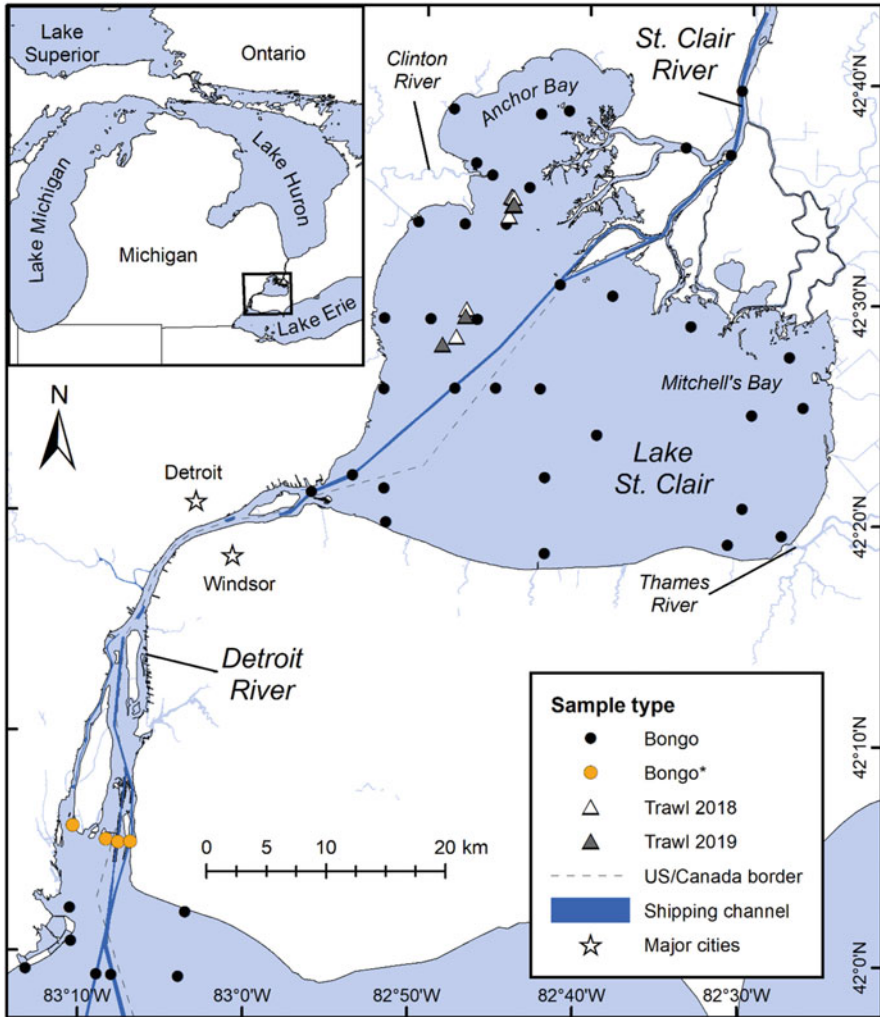 Lake
Superior
Ontario
Lake Michigan
Lake Huron
Michigan
Lake Erie
Clinton
River
Anchor Bay
St. Clair
River
42°40'N
42°30'N
Mitchell's Bay
N
Detroit
Lake
St. Clair
42°20'N
Windsor
Thames
River
Detroit
River
Sample type
Bongo
Bongo*
Trawl 2018
Trawl 2019
US/Canada border
Shipping channel
Major cities
42°10'N
0 5 10 20 km
42°0'N
83°10'W 83°0'W 82°50'W 82°40'W 82°30'W